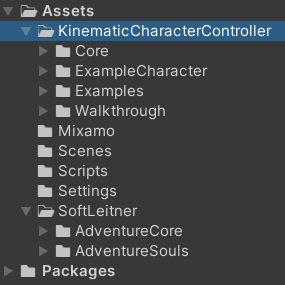 Assets
KinematicCharacterController
Core
ExampleCharacter
Examples
Walkthrough
Mixamo
Scenes
Scripts
Settings
SoftLeitner
AdventureCore
AdventureSouls
Packages